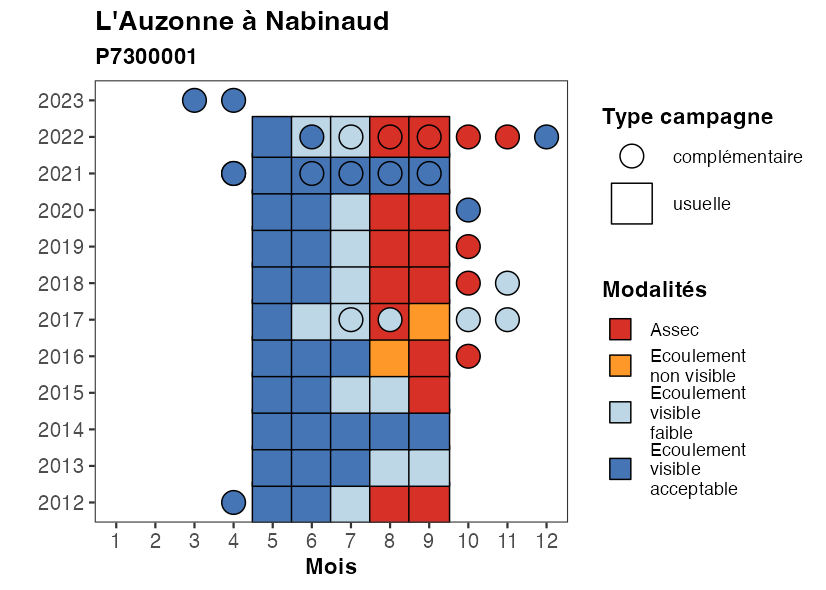 L'Auzonne à Nabinaud
P7300001
2023
2022
2021
2020
2019
2018
2017
2016
2015
2014
2013
2012
1 2 3 4 5 6 7 8 9 10 11 12
Mois
Type campagne
complémentaire
usuelle
Modalités
Assec
Ecoulement
non visible
Ecoulement
visible
faible
Ecoulement
visible
acceptable